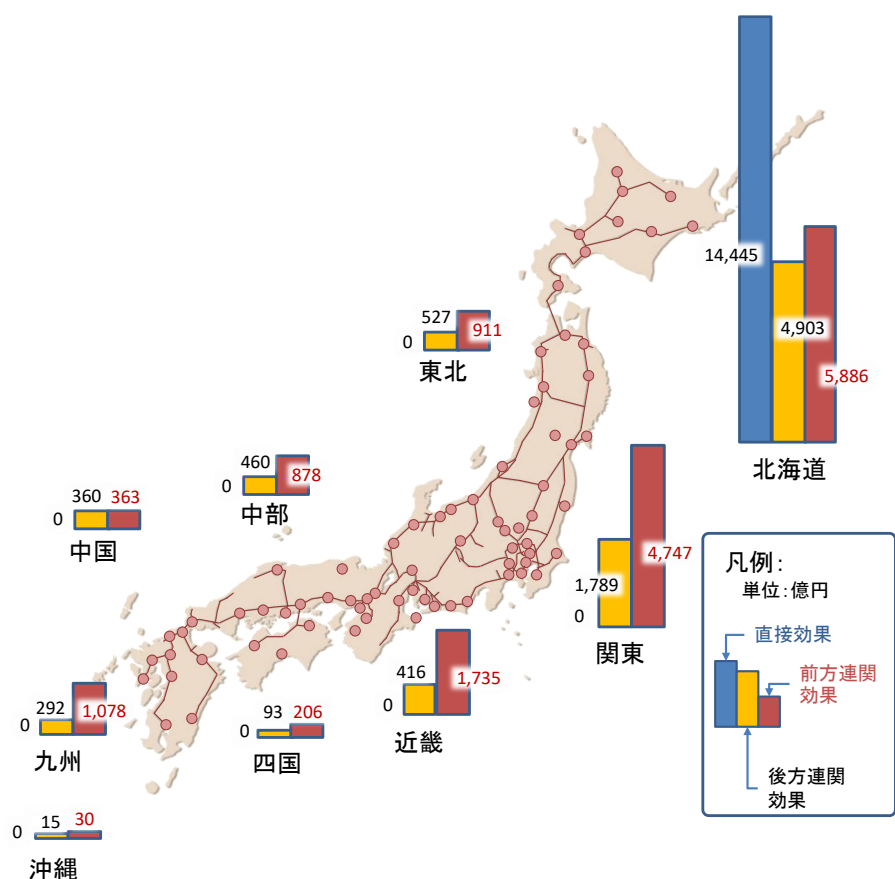 14,445
4,903
5,886
北海道
527
911
0
東北
460
878
0
中部
360
363
0
中国
1,789
4,747
0
関東
凡例：
単位：億円
直接効果
前方連関
効果
後方連関
効果
416
1,735
0
近畿
93
206
0
四国
292
1,078
0
九州
15
30
0
沖縄